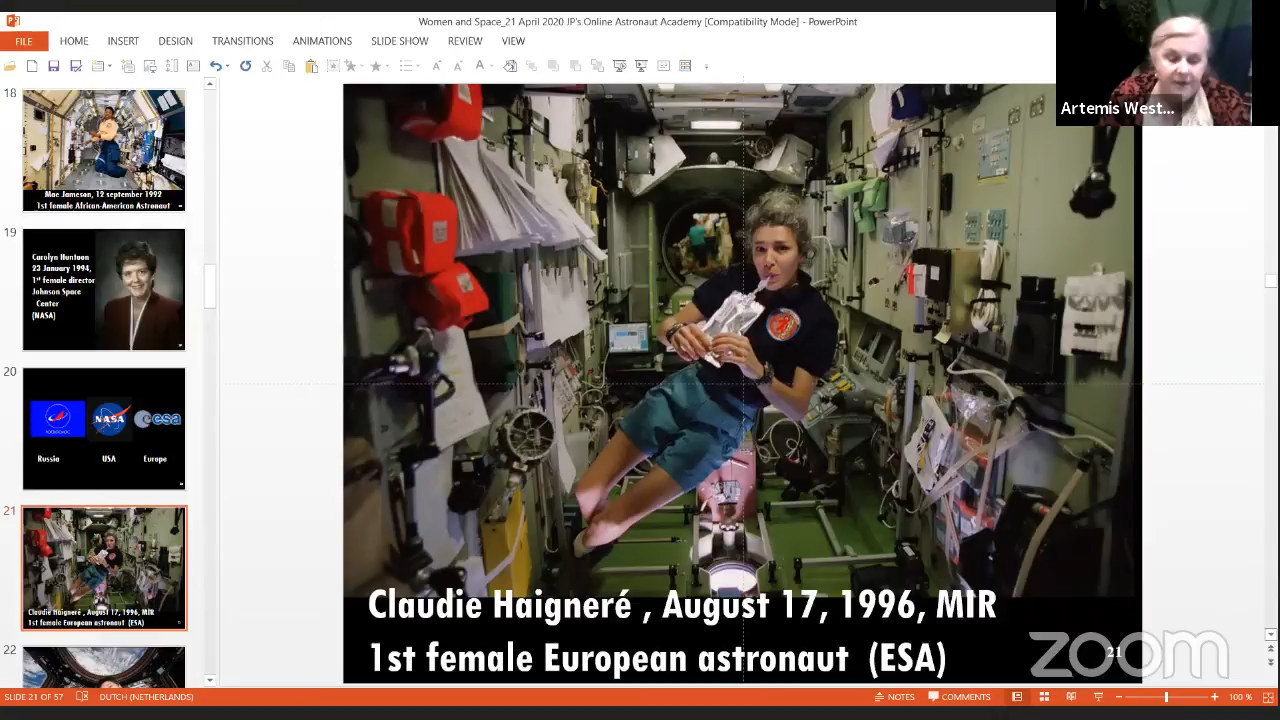 Women and Space_21 April 2020 JP's Online Astronaut Academy [Compatibility Mode] - PowerPoint
FILE HOME INSERT DESIGN TRANSITIONS ANIMATIONS SLIDE SHOW REVIEW VIEW
Artemis West...
18
Mae Jameson, 12 september 1992
1st female African-American Astronaut
19
Carolyn Huntoon
23 January 1994,
1st female director
Johnson Space
Center
(NASA)
20
NASA
esa
Russia USA Europe
21
Claudie Haigneré , August 17, 1996, MIR
1st female European astronaut (ESA)
22
Claudie Haigneré , August 17, 1996, MIR
1st female European astronaut (ESA)
21
zoom
SLIDE 21 OF 57 DUTCH (NETHERLANDS) NOTES COMMENTS 100 %